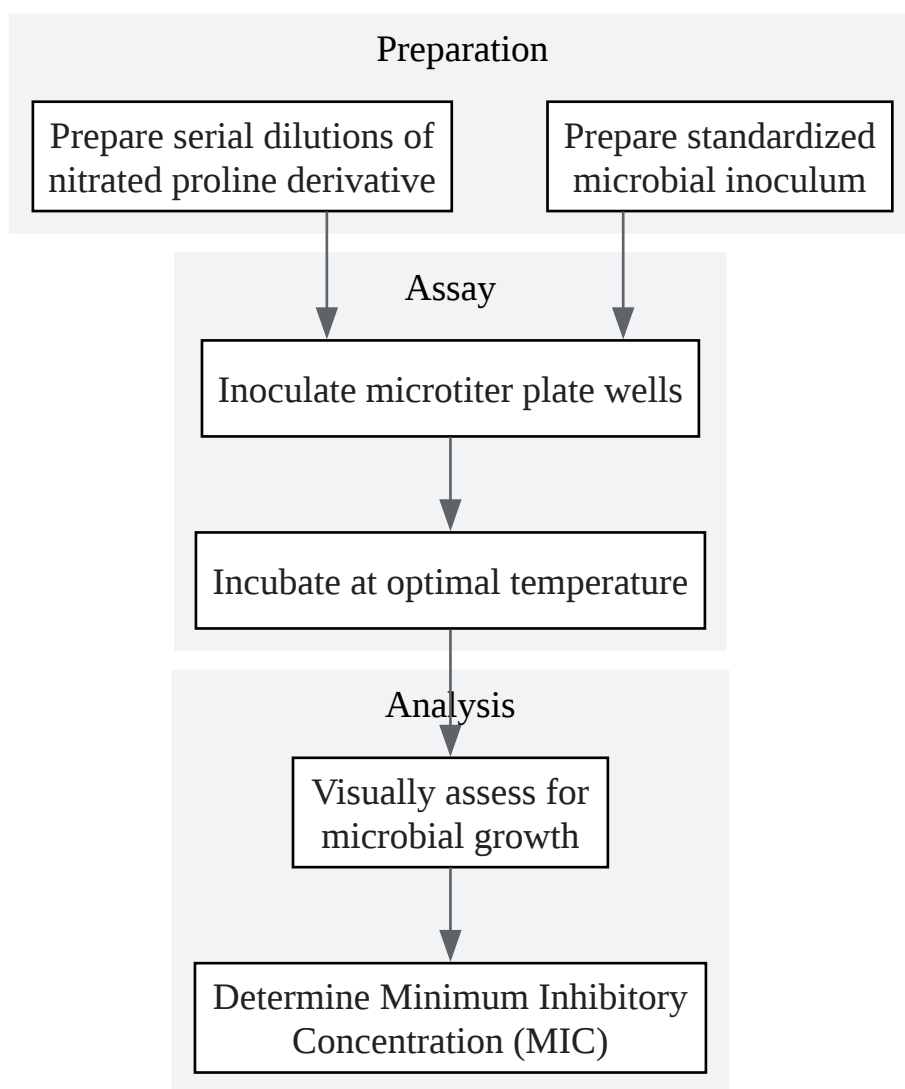 Preparation
Prepare serial dilutions of
nitrated proline derivative
Prepare standardized
microbial inoculum
Assay
Inoculate microtiter plate wells
Incubate at optimal temperature
Analysis
Visually assess for
microbial growth
Determine Minimum Inhibitory
Concentration (MIC)